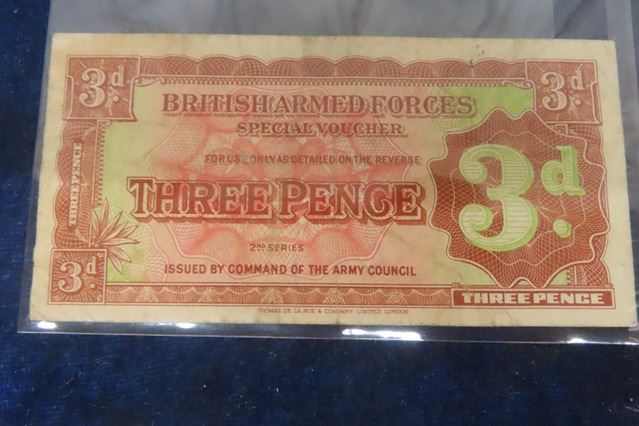 3d
3d
BRITISH ARMED FORCES
SPECIAL VOUCHER
FOR USE ONLY AS DETAILED ON THE REVERSE
THREE PENCE
THREE PENCE
3d
2ND SERIES
ISSUED BY COMMAND OF THE ARMY COUNCIL
3d
THREE PENCE
THOMAS DE LA RUE & COMPANY, LIMITED, LONDON